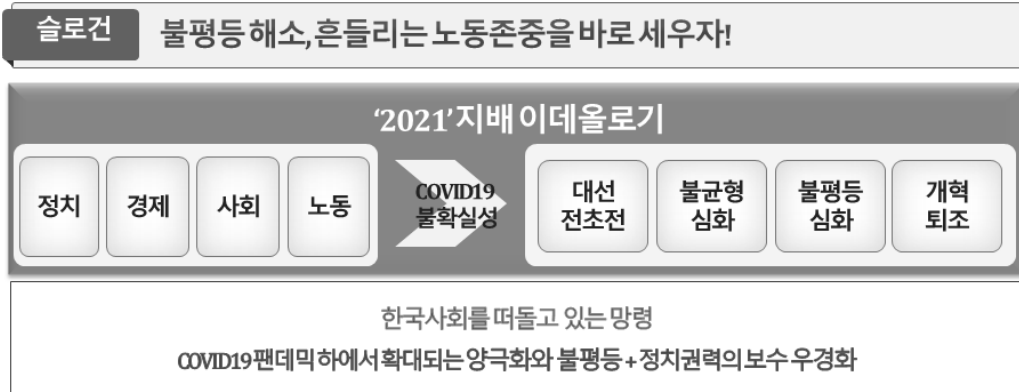 슬로건
불평등 해소, 흔들리는 노동존중을 바로 세우자!
‘2021’ 지배 이데올로기
정치
경제
사회
노동
COVID19
불확실성
대선
전초전
불균형
심화
불평등
심화
개혁
퇴조
한국사회를 떠돌고 있는 망령
COVID19 팬데믹 하에서 확대되는 양극화와 불평등 + 정치권력의 보수 우경화